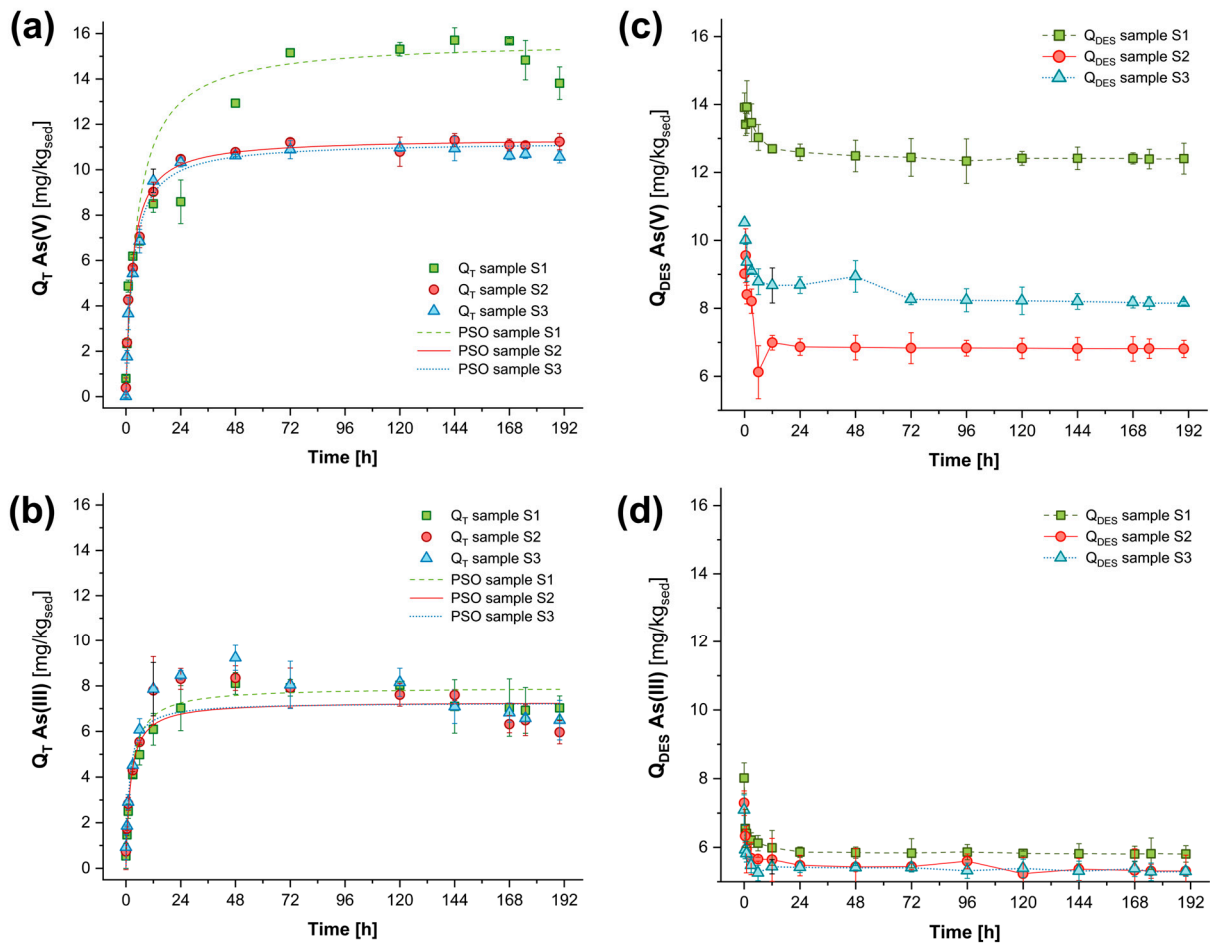 (a)
Q_T As(V) [mg/kg_sed]
16
14
12
10
8
6
4
2
0
Q_T sample S1
Q_T sample S2
Q_T sample S3
PSO sample S1
PSO sample S2
PSO sample S3
0 24 48 72 96 120 144 168 192
Time [h]
(c)
Q_DES As(V) [mg/kg_sed]
16
14
12
10
8
6
Q_DES sample S1
Q_DES sample S2
Q_DES sample S3
0 24 48 72 96 120 144 168 192
Time [h]
(b)
Q_T As(III) [mg/kg_sed]
16
14
12
10
8
6
4
2
0
Q_T sample S1
Q_T sample S2
Q_T sample S3
PSO sample S1
PSO sample S2
PSO sample S3
0 24 48 72 96 120 144 168 192
Time [h]
(d)
Q_DES As(III) [mg/kg_sed]
16
14
12
10
8
6
Q_DES sample S1
Q_DES sample S2
Q_DES sample S3
0 24 48 72 96 120 144 168 192
Time [h]